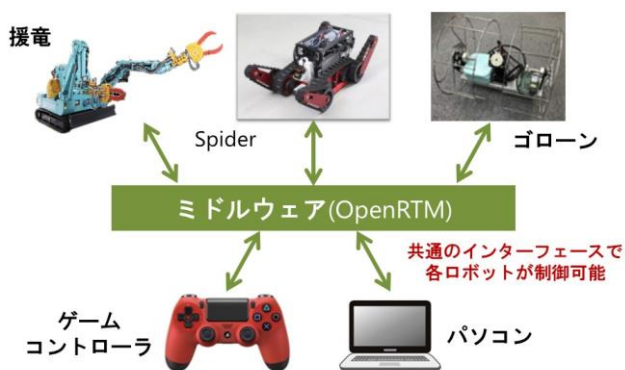 援竜
Spider
ゴローン
ミドルウェア(OpenRTM)
共通のインターフェースで
各ロボットが制御可能
ゲーム
コントローラ
パソコン